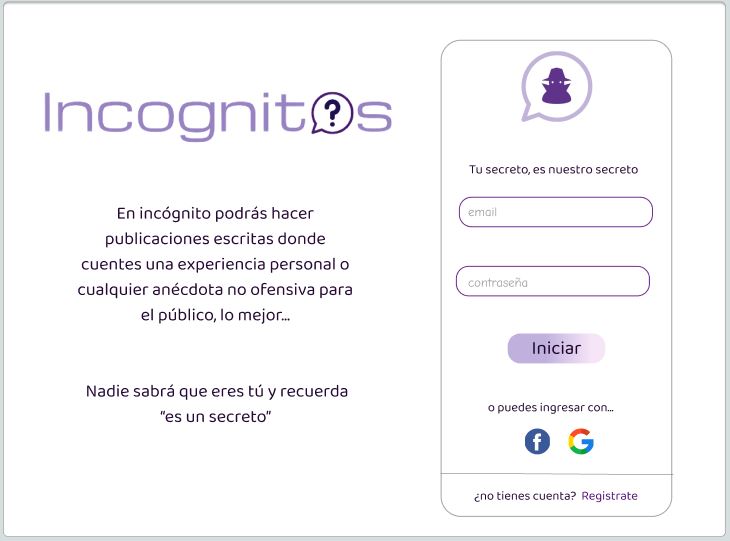 Incognitos
En incógnito podrás hacer
publicaciones escritas donde
cuentes una experiencia personal o
cualquier anécdota no ofensiva para
el público, lo mejor...
Nadie sabrá que eres tú y recuerda
“es un secreto”
Tu secreto, es nuestro secreto
email
contraseña
Iniciar
o puedes ingresar con...
¿no tienes cuenta? Registrate